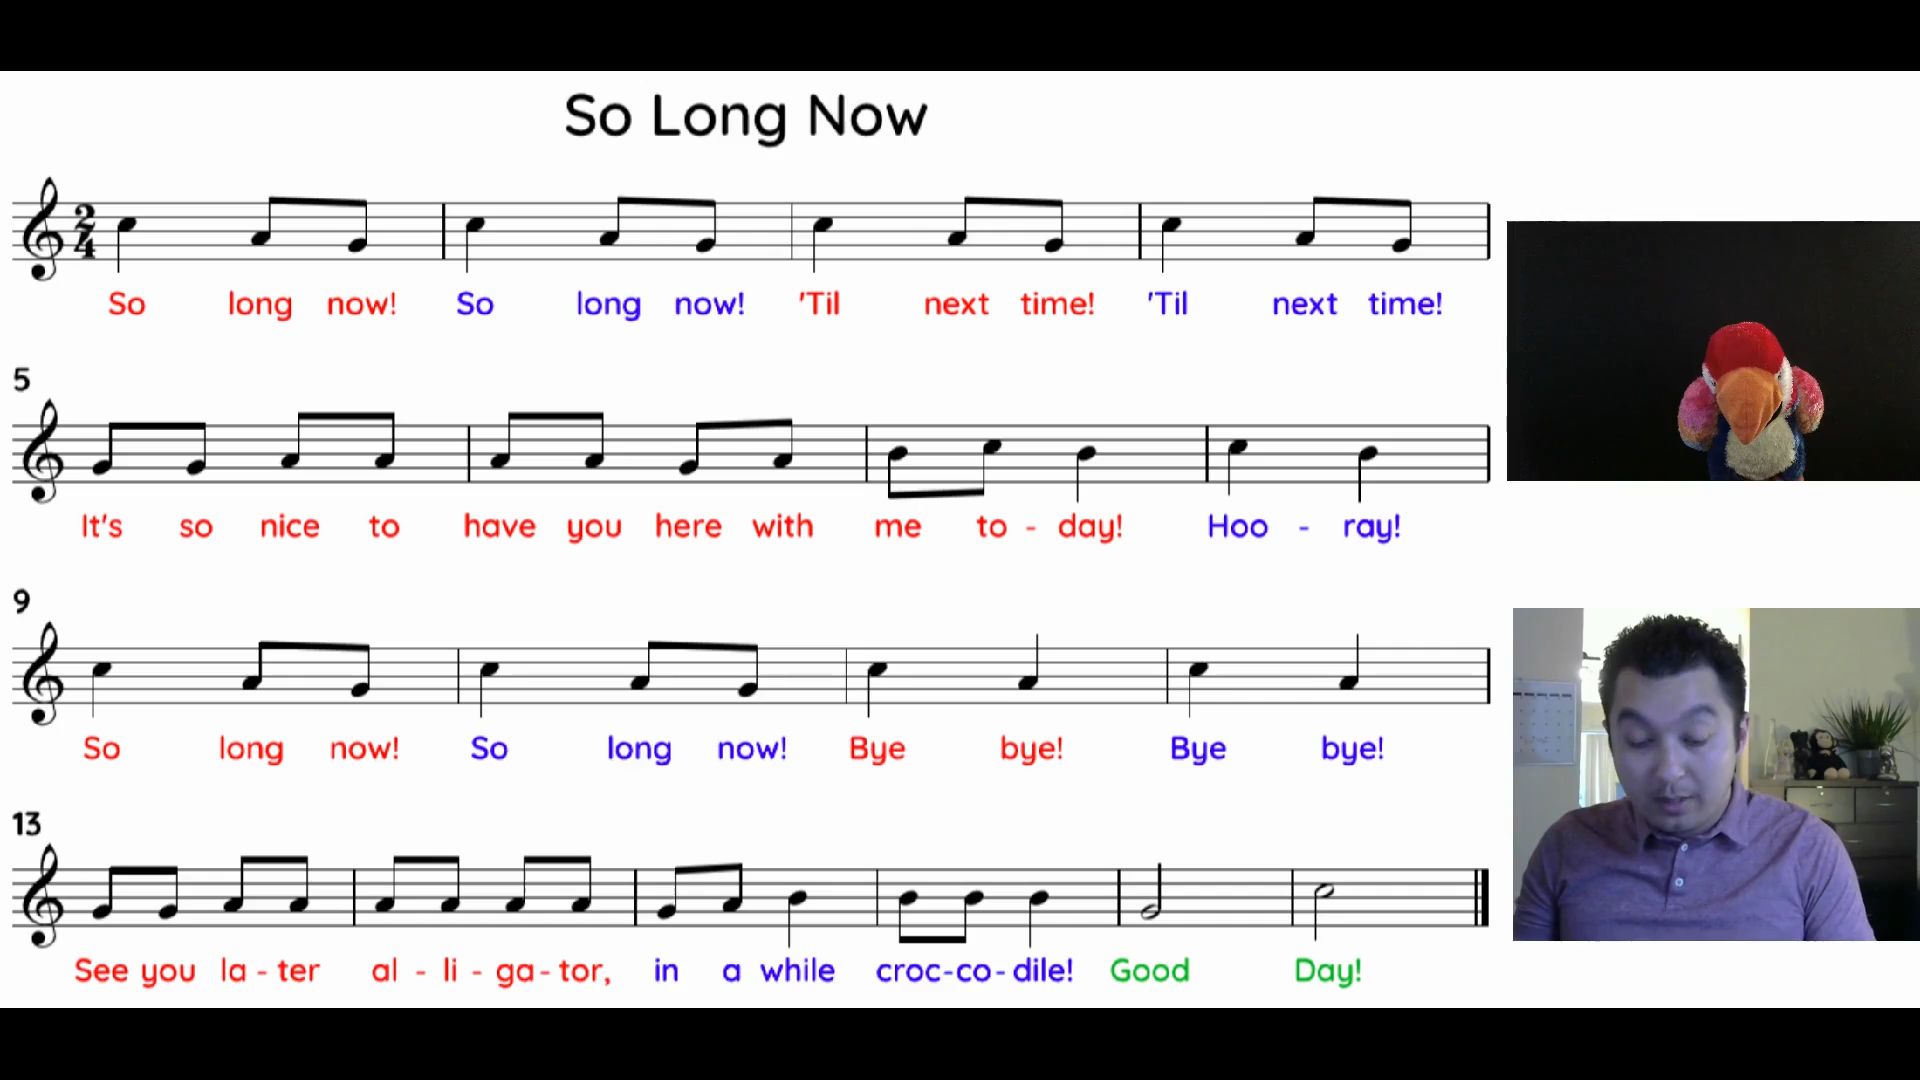 So Long Now
2
4
So long now! So long now! 'Til next time! 'Til next time!
5
It's so nice to have you here with me to - day! Hoo - ray!
9
So long now! So long now! Bye bye! Bye bye!
13
See you la - ter al - li - ga - tor, in a while croc-co-dile! Good Day!